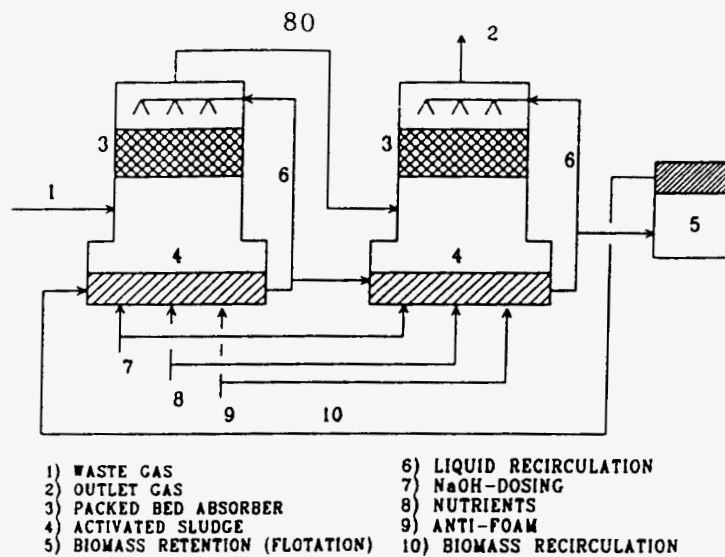 80
2
3
3
6
6
1
5
4
4
7
8
9
10
1) WASTE GAS
2) OUTLET GAS
3) PACKED BED ABSORBER
4) ACTIVATED SLUDGE
5) BIOMASS RETENTION (FLOTATION)
6) LIQUID RECIRCULATION
7) NaOH-DOSING
8) NUTRIENTS
9) ANTI-FOAM
10) BIOMASS RECIRCULATION